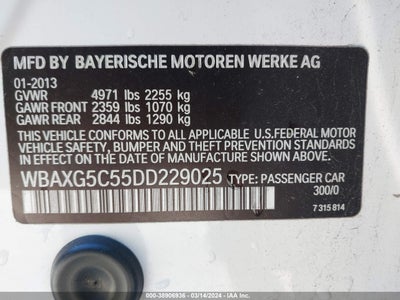 MFD BY BAYERISCHE MOTOREN WERKE AG
01-2013
GVWR 4971 lbs 2255 kg
GAWR FRONT 2359 lbs 1070 kg
GAWR REAR 2844 lbs 1290 kg
THIS VEHICLE CONFORMS TO ALL APPLICABLE U.S.FEDERAL MOTOR
VEHICLE SAFETY, BUMPER AND THEFT PREVENTION STANDARDS
IN EFFECT ON THE DATE OF MANUFACTURE SHOWN ABOVE.
WBAXG5C55DD229025 TYPE: PASSENGER CAR
300/0
7 315 814
000-38906936 - 03/14/2024 - IAAI.COM